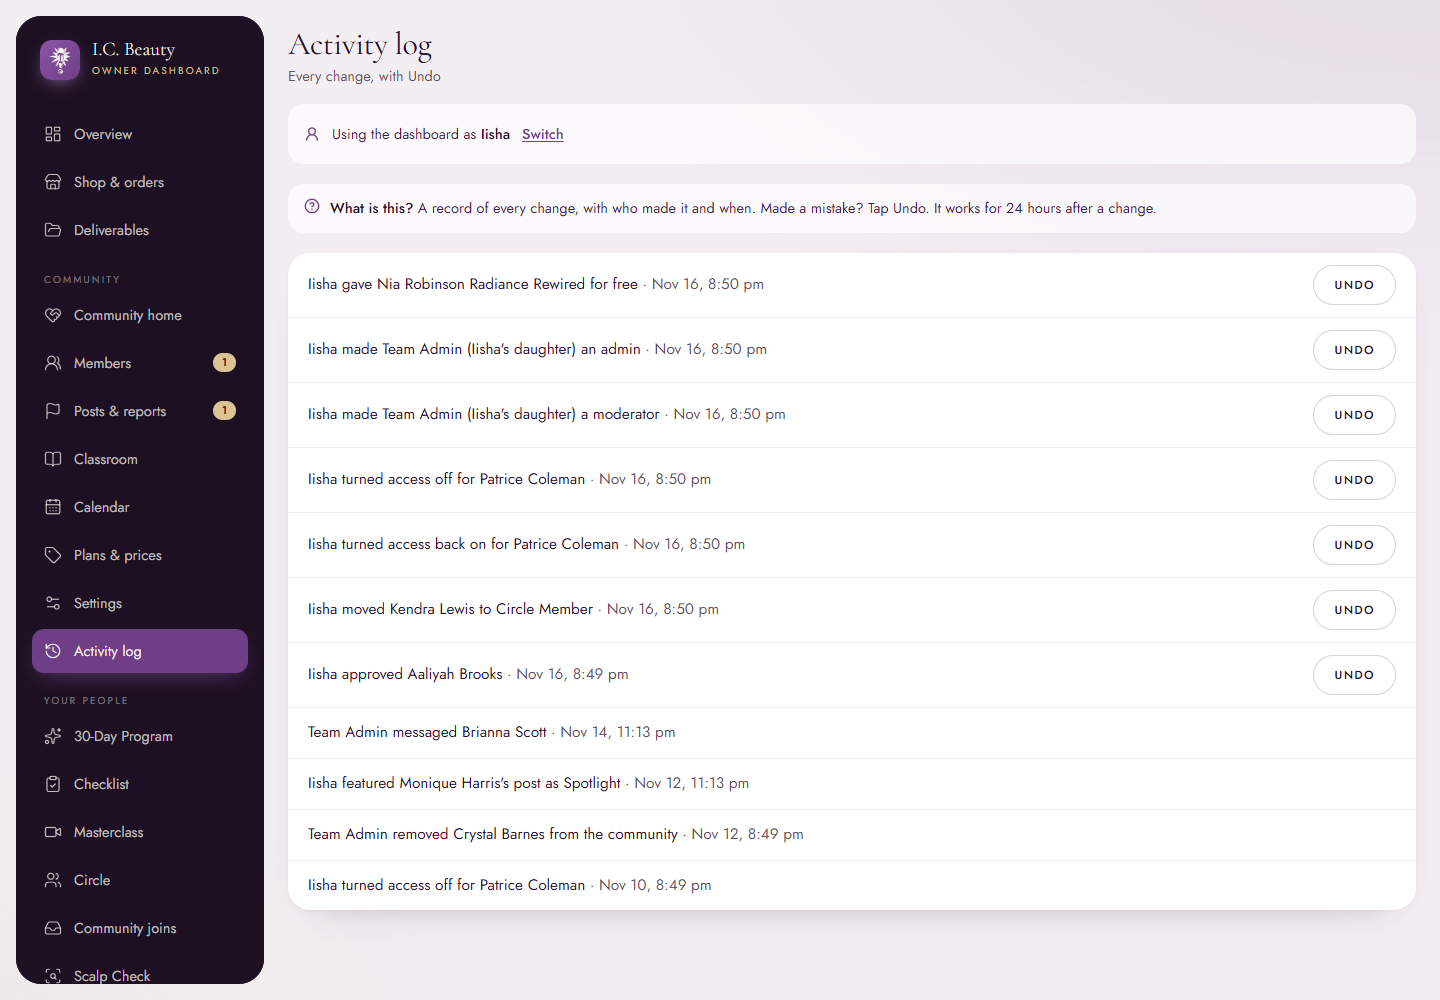 I.C. Beauty
OWNER DASHBOARD
Overview
Shop & orders
Deliverables
COMMUNITY
Community home
Members 1
Posts & reports 1
Classroom
Calendar
Plans & prices
Settings
Activity log
YOUR PEOPLE
30-Day Program
Checklist
Masterclass
Circle
Community joins
Scalp Check
Activity log
Every change, with Undo
Using the dashboard as Iisha Switch
What is this? A record of every change, with who made it and when. Made a mistake? Tap Undo. It works for 24 hours after a change.
Iisha gave Nia Robinson Radiance Rewired for free · Nov 16, 8:50 pm UNDO
Iisha made Team Admin (Iisha's daughter) an admin · Nov 16, 8:50 pm UNDO
Iisha made Team Admin (Iisha's daughter) a moderator · Nov 16, 8:50 pm UNDO
Iisha turned access off for Patrice Coleman · Nov 16, 8:50 pm UNDO
Iisha turned access back on for Patrice Coleman · Nov 16, 8:50 pm UNDO
Iisha moved Kendra Lewis to Circle Member · Nov 16, 8:50 pm UNDO
Iisha approved Aaliyah Brooks · Nov 16, 8:49 pm UNDO
Team Admin messaged Brianna Scott · Nov 14, 11:13 pm
Iisha featured Monique Harris's post as Spotlight · Nov 12, 11:13 pm
Team Admin removed Crystal Barnes from the community · Nov 12, 8:49 pm
Iisha turned access off for Patrice Coleman · Nov 10, 8:49 pm